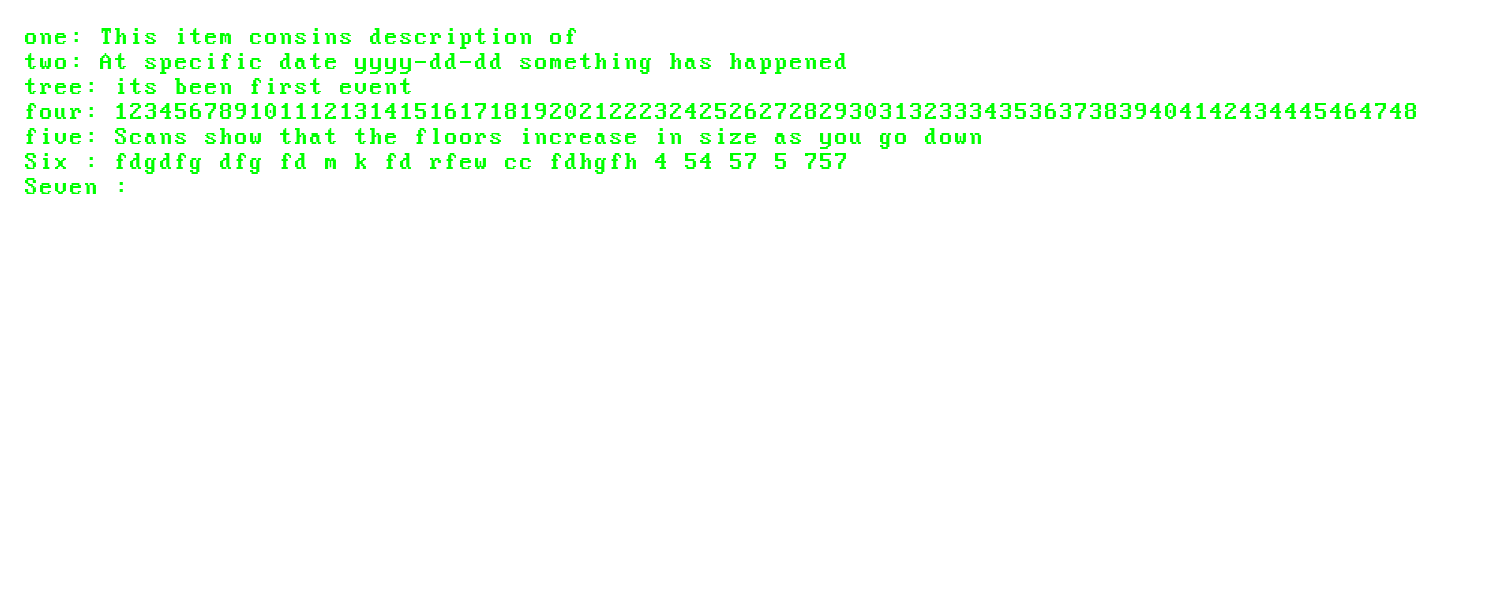 one: This item consins description of
two: At specific date yyyy-dd-dd something has happened
tree: its been first event
four: 123456789101112131415161718192021222324252627282930313233343536373839404142434445464748
five: Scans show that the floors increase in size as you go down
Six : fdgdfg dfg fd m k fd rfew cc fdhgfh 4 54 57 5 757
Seven :